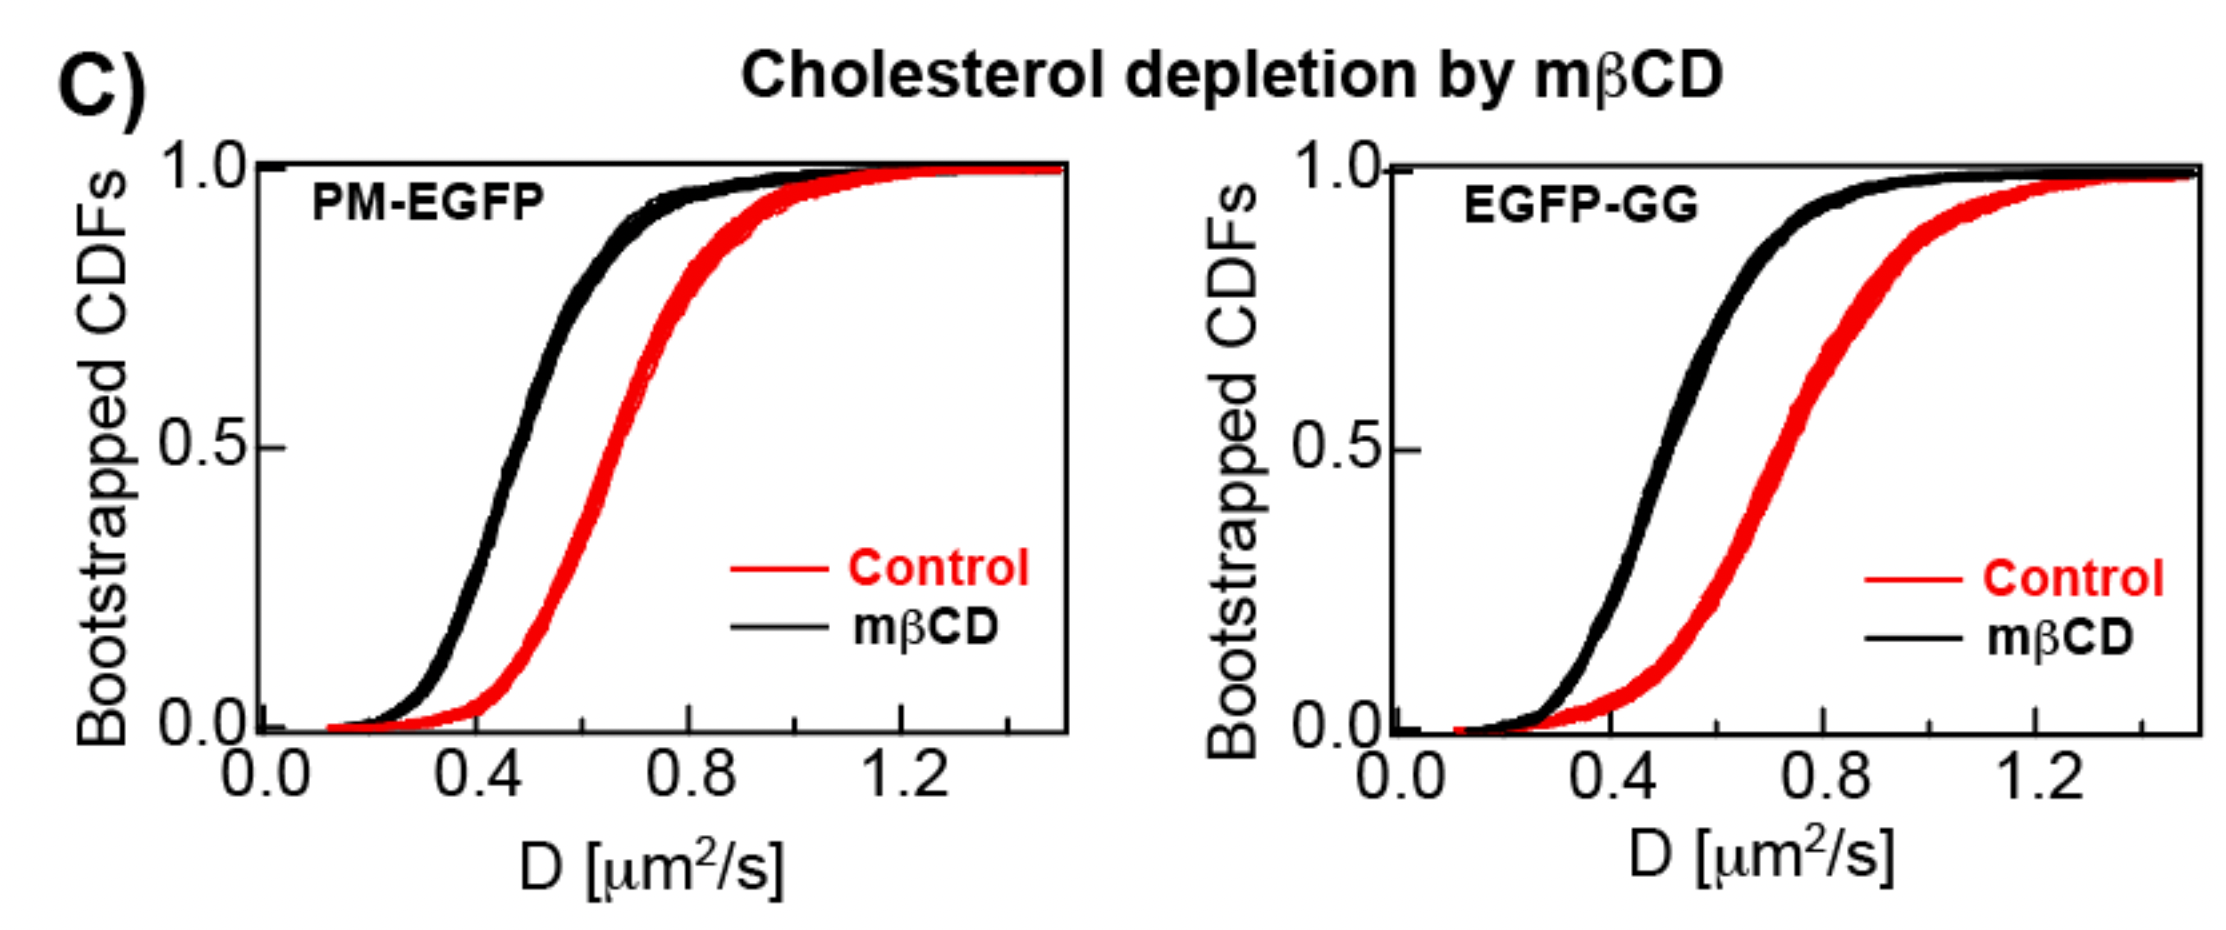 C)
Cholesterol depletion by mβCD
Bootstrapped CDFs
1.0
0.5
0.0
PM-EGFP
Control
mβCD
0.0 0.4 0.8 1.2
D [μm²/s]
Bootstrapped CDFs
1.0
0.5
0.0
EGFP-GG
Control
mβCD
0.0 0.4 0.8 1.2
D [μm²/s]